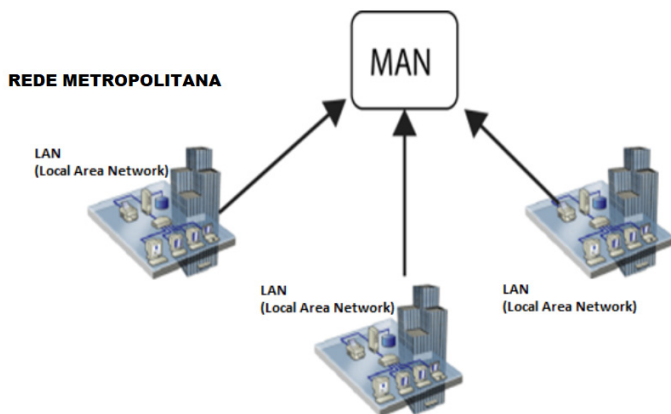 MAN
REDE METROPOLITANA
LAN
(Local Area Network)
LAN
(Local Area Network)
LAN
(Local Area Network)